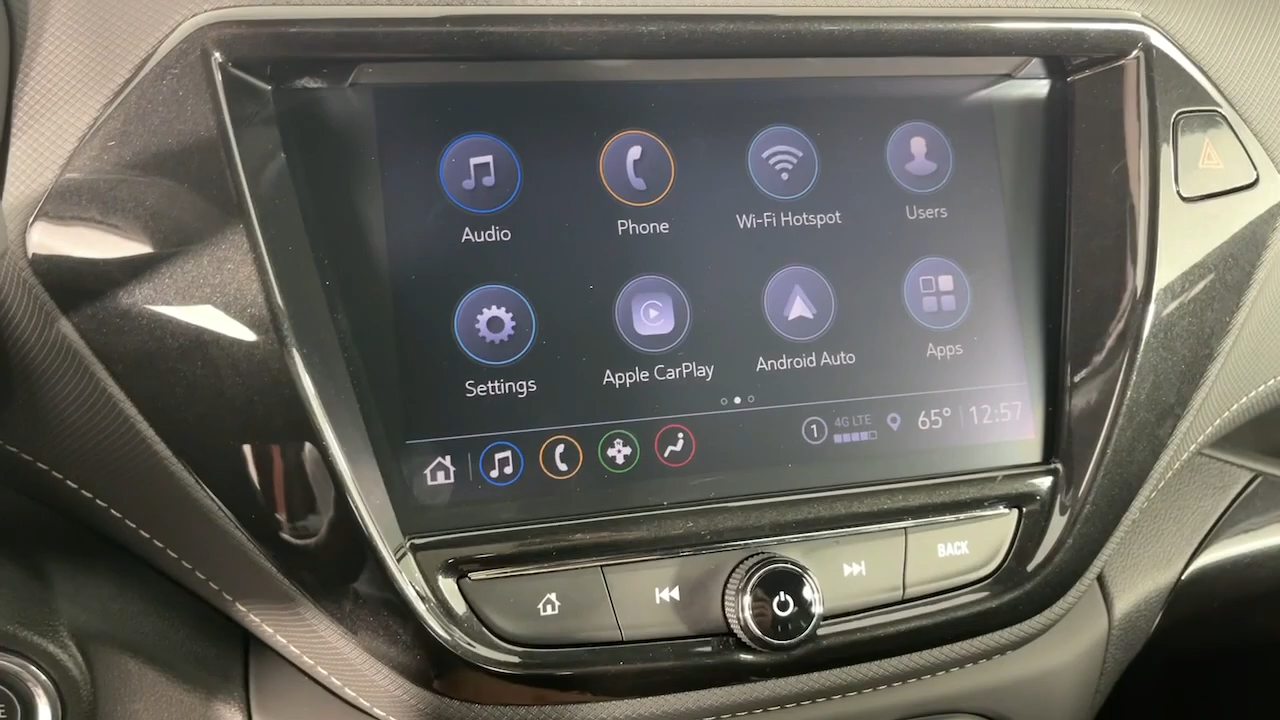 Audio
Phone
Wi-Fi Hotspot
Users
Settings
Apple CarPlay
Android Auto
Apps
1
4G LTE
65°
12:57
BACK